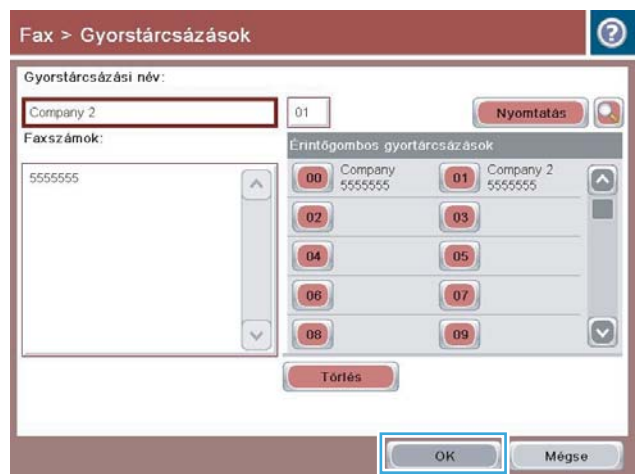 Fax > Gyorstárcsázások
Gyorstárcsázási név:
Company 2
01
Nyomtatás
Faxszámok:
Érintőgombos gyortárcsázások
5555555
00 Company 5555555
01 Company 2 5555555
02
03
04
05
06
07
08
09
Törlés
OK
Mégse